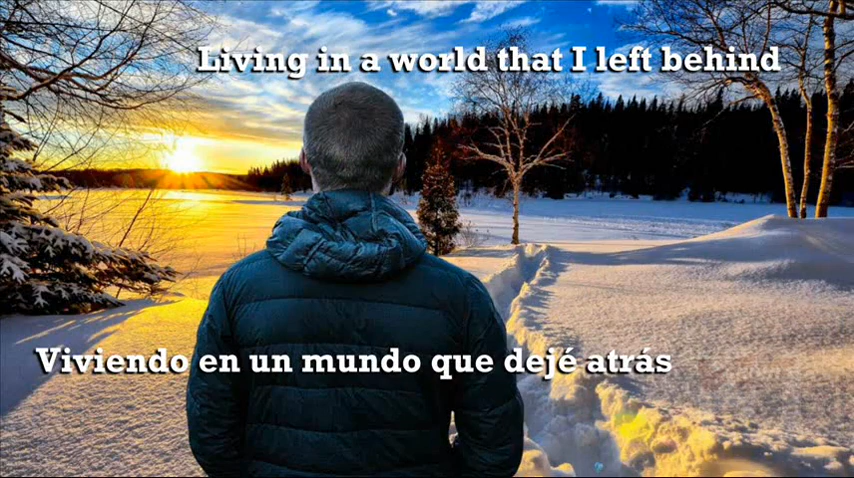 Living in a world that I left behind
Viviendo en un mundo que dejé atrás